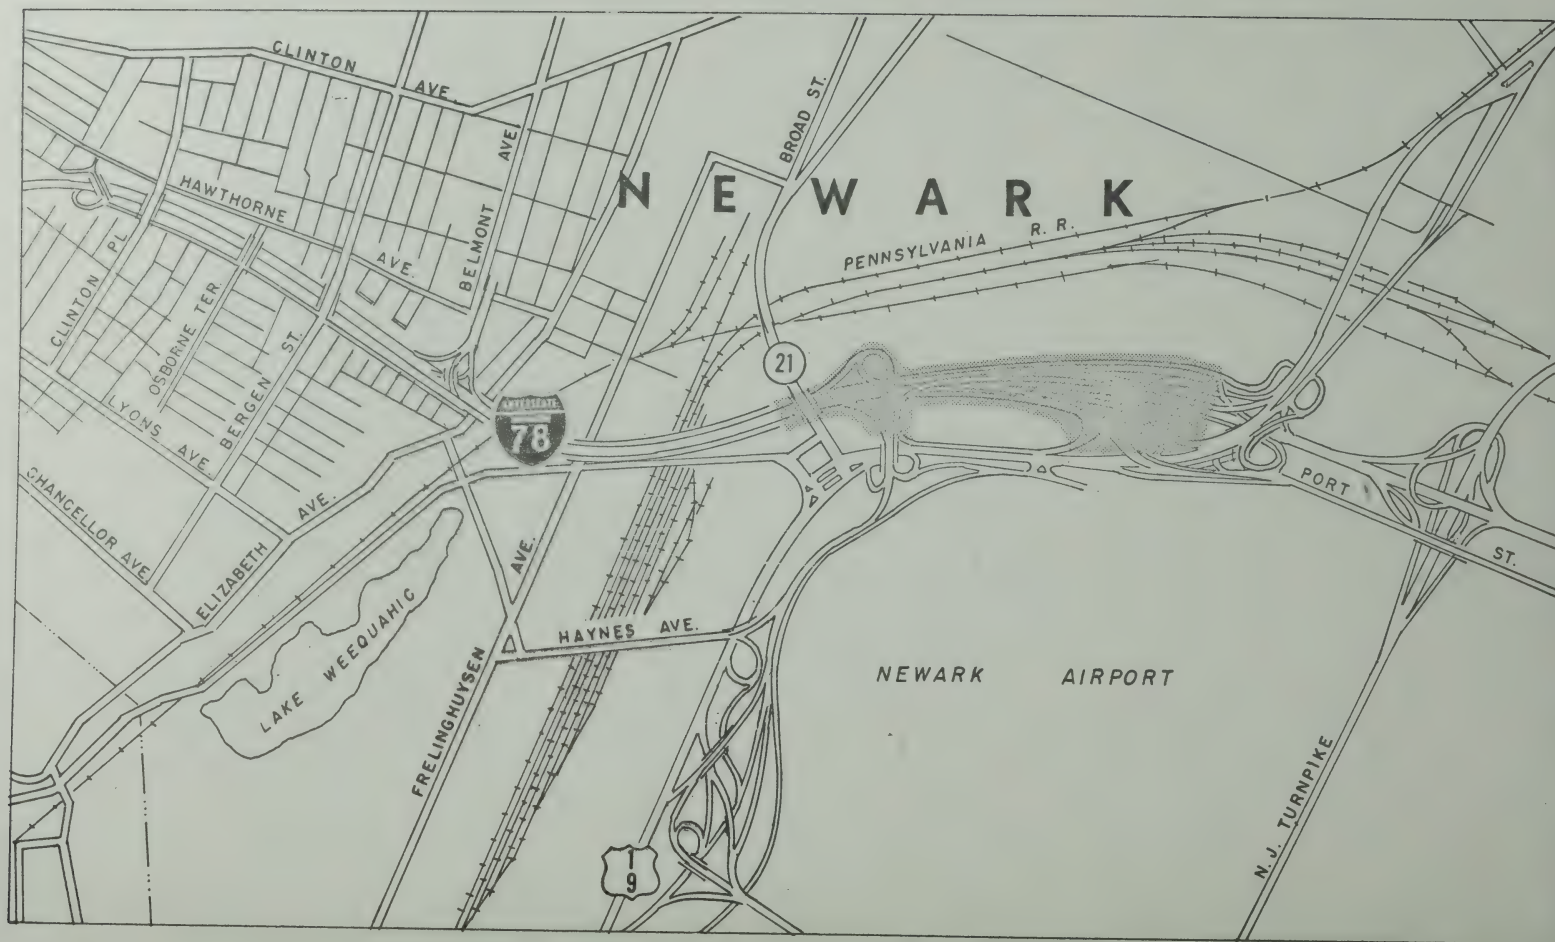 CLINTON AVE.
BROAD ST.
NEWARK
HAWTHORNE AVE.
BELMONT AVE.
PENNSYLVANIA R. R.
CLINTON PL.
OSBORNE TER.
BERGEN ST.
21
INTERSTATE
78
LYONS AVE.
CHANCELLOR AVE.
ELIZABETH AVE.
PORT ST.
LAKE WEEQUAHIC
HAYNES AVE.
FRELINGHUYSEN AVE.
NEWARK AIRPORT
N. J. TURNPIKE
1
9